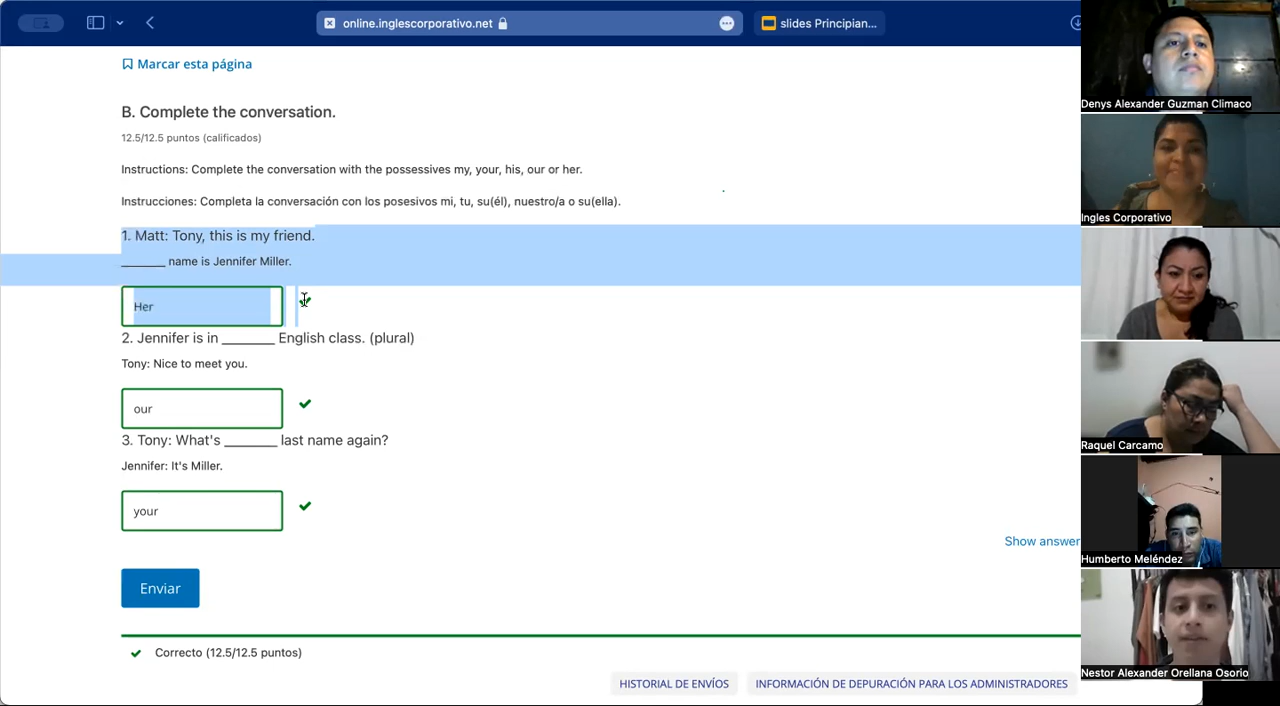 online.inglescorporativo.net
slides Principian...
Marcar esta página
B. Complete the conversation.
12.5/12.5 puntos (calificados)
Instructions: Complete the conversation with the possessives my, your, his, our or her.
Instrucciones: Completa la conversación con los posesivos mi, tu, su(él), nuestro/a o su(ella).
1. Matt: Tony, this is my friend.
_______ name is Jennifer Miller.
Her
2. Jennifer is in _______ English class. (plural)
Tony: Nice to meet you.
our
3. Tony: What's _______ last name again?
Jennifer: It's Miller.
your
Show answer
Enviar
Correcto (12.5/12.5 puntos)
HISTORIAL DE ENVÍOS
INFORMACIÓN DE DEPURACIÓN PARA LOS ADMINISTRADORES
Denys Alexander Guzman Climaco
Ingles Corporativo
Raquel Carcamo
Humberto Meléndez
Nestor Alexander Orellana Osorio